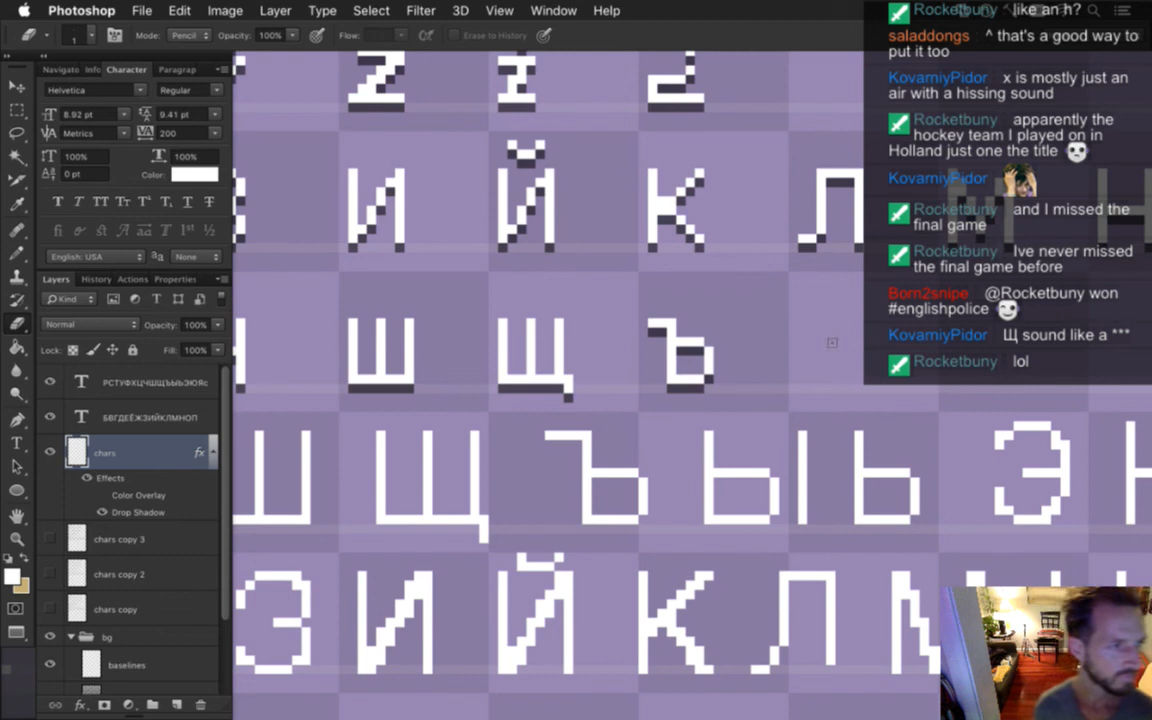 Photoshop File Edit Image Layer Type Select Filter 3D View Window Help
1 Mode: Pencil Opacity: 100% Flow: Erase to History
Navigato Info Character Paragrap
Helvetica Regular
8.92 pt 9.41 pt
Metrics 200
100% 100%
0 pt Color:
English: USA None
Layers History Actions Properties
Kind
Normal Opacity: 100%
Lock: Fill: 100%
РСТУФХЦЧШЩЪЫЬЭЮЯс
БВГДЕЁЖЗИЙКЛМНОП
chars fx
Effects
Color Overlay
Drop Shadow
chars copy 3
chars copy 2
chars copy
bg
baselines
И Й К Л М Н
Ш Щ Ъ
Ш Щ Ъ Ы Ь Э
З И Й К Л
Rocketbuny like an h?
saladdongs ^ that's a good way to
put it too
KovarniyPidor x is mostly just an
air with a hissing sound
Rocketbuny apparently the
hockey team I played on in
Holland just one the title
KovarniyPidor
Rocketbuny and I missed the
final game
Rocketbuny Ive never missed
the final game before
Born2snipe @Rocketbuny won
#englishpolice
KovarniyPidor Щ sound like a ***
Rocketbuny lol